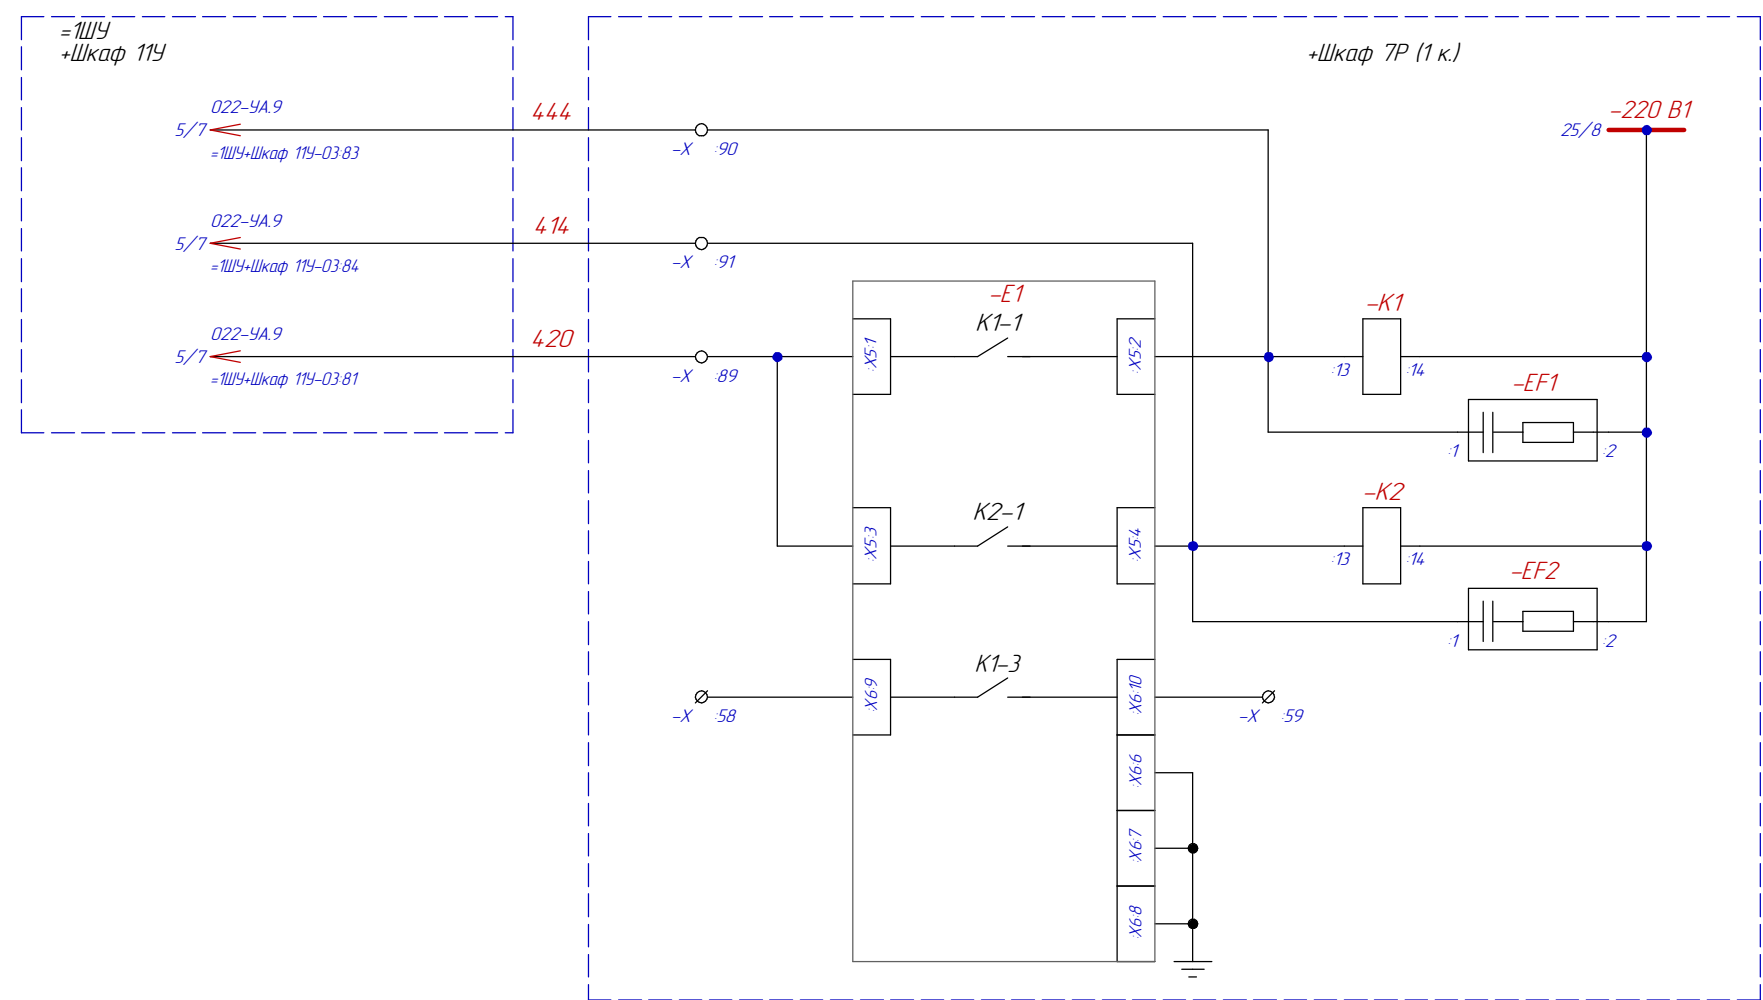 =1ШУ
+Шкаф 11У
+Шкаф 7Р (1 к.)
022-УА.9
5/7
=1ШУ+Шкаф 11У-03:83
444
-X :90
-220 В1
25/8
022-УА.9
5/7
=1ШУ+Шкаф 11У-03:84
414
-X :91
022-УА.9
5/7
=1ШУ+Шкаф 11У-03:81
420
-X :89
-E1
K1-1
:X5:1
:X5:2
-K1
:13
:14
-EF1
:1
:2
K2-1
:X5:3
:X5:4
-K2
:13
:14
-EF2
:1
:2
K1-3
:X6:9
:X6:10
-X :58
-X :59
:X6:6
:X6:7
:X6:8